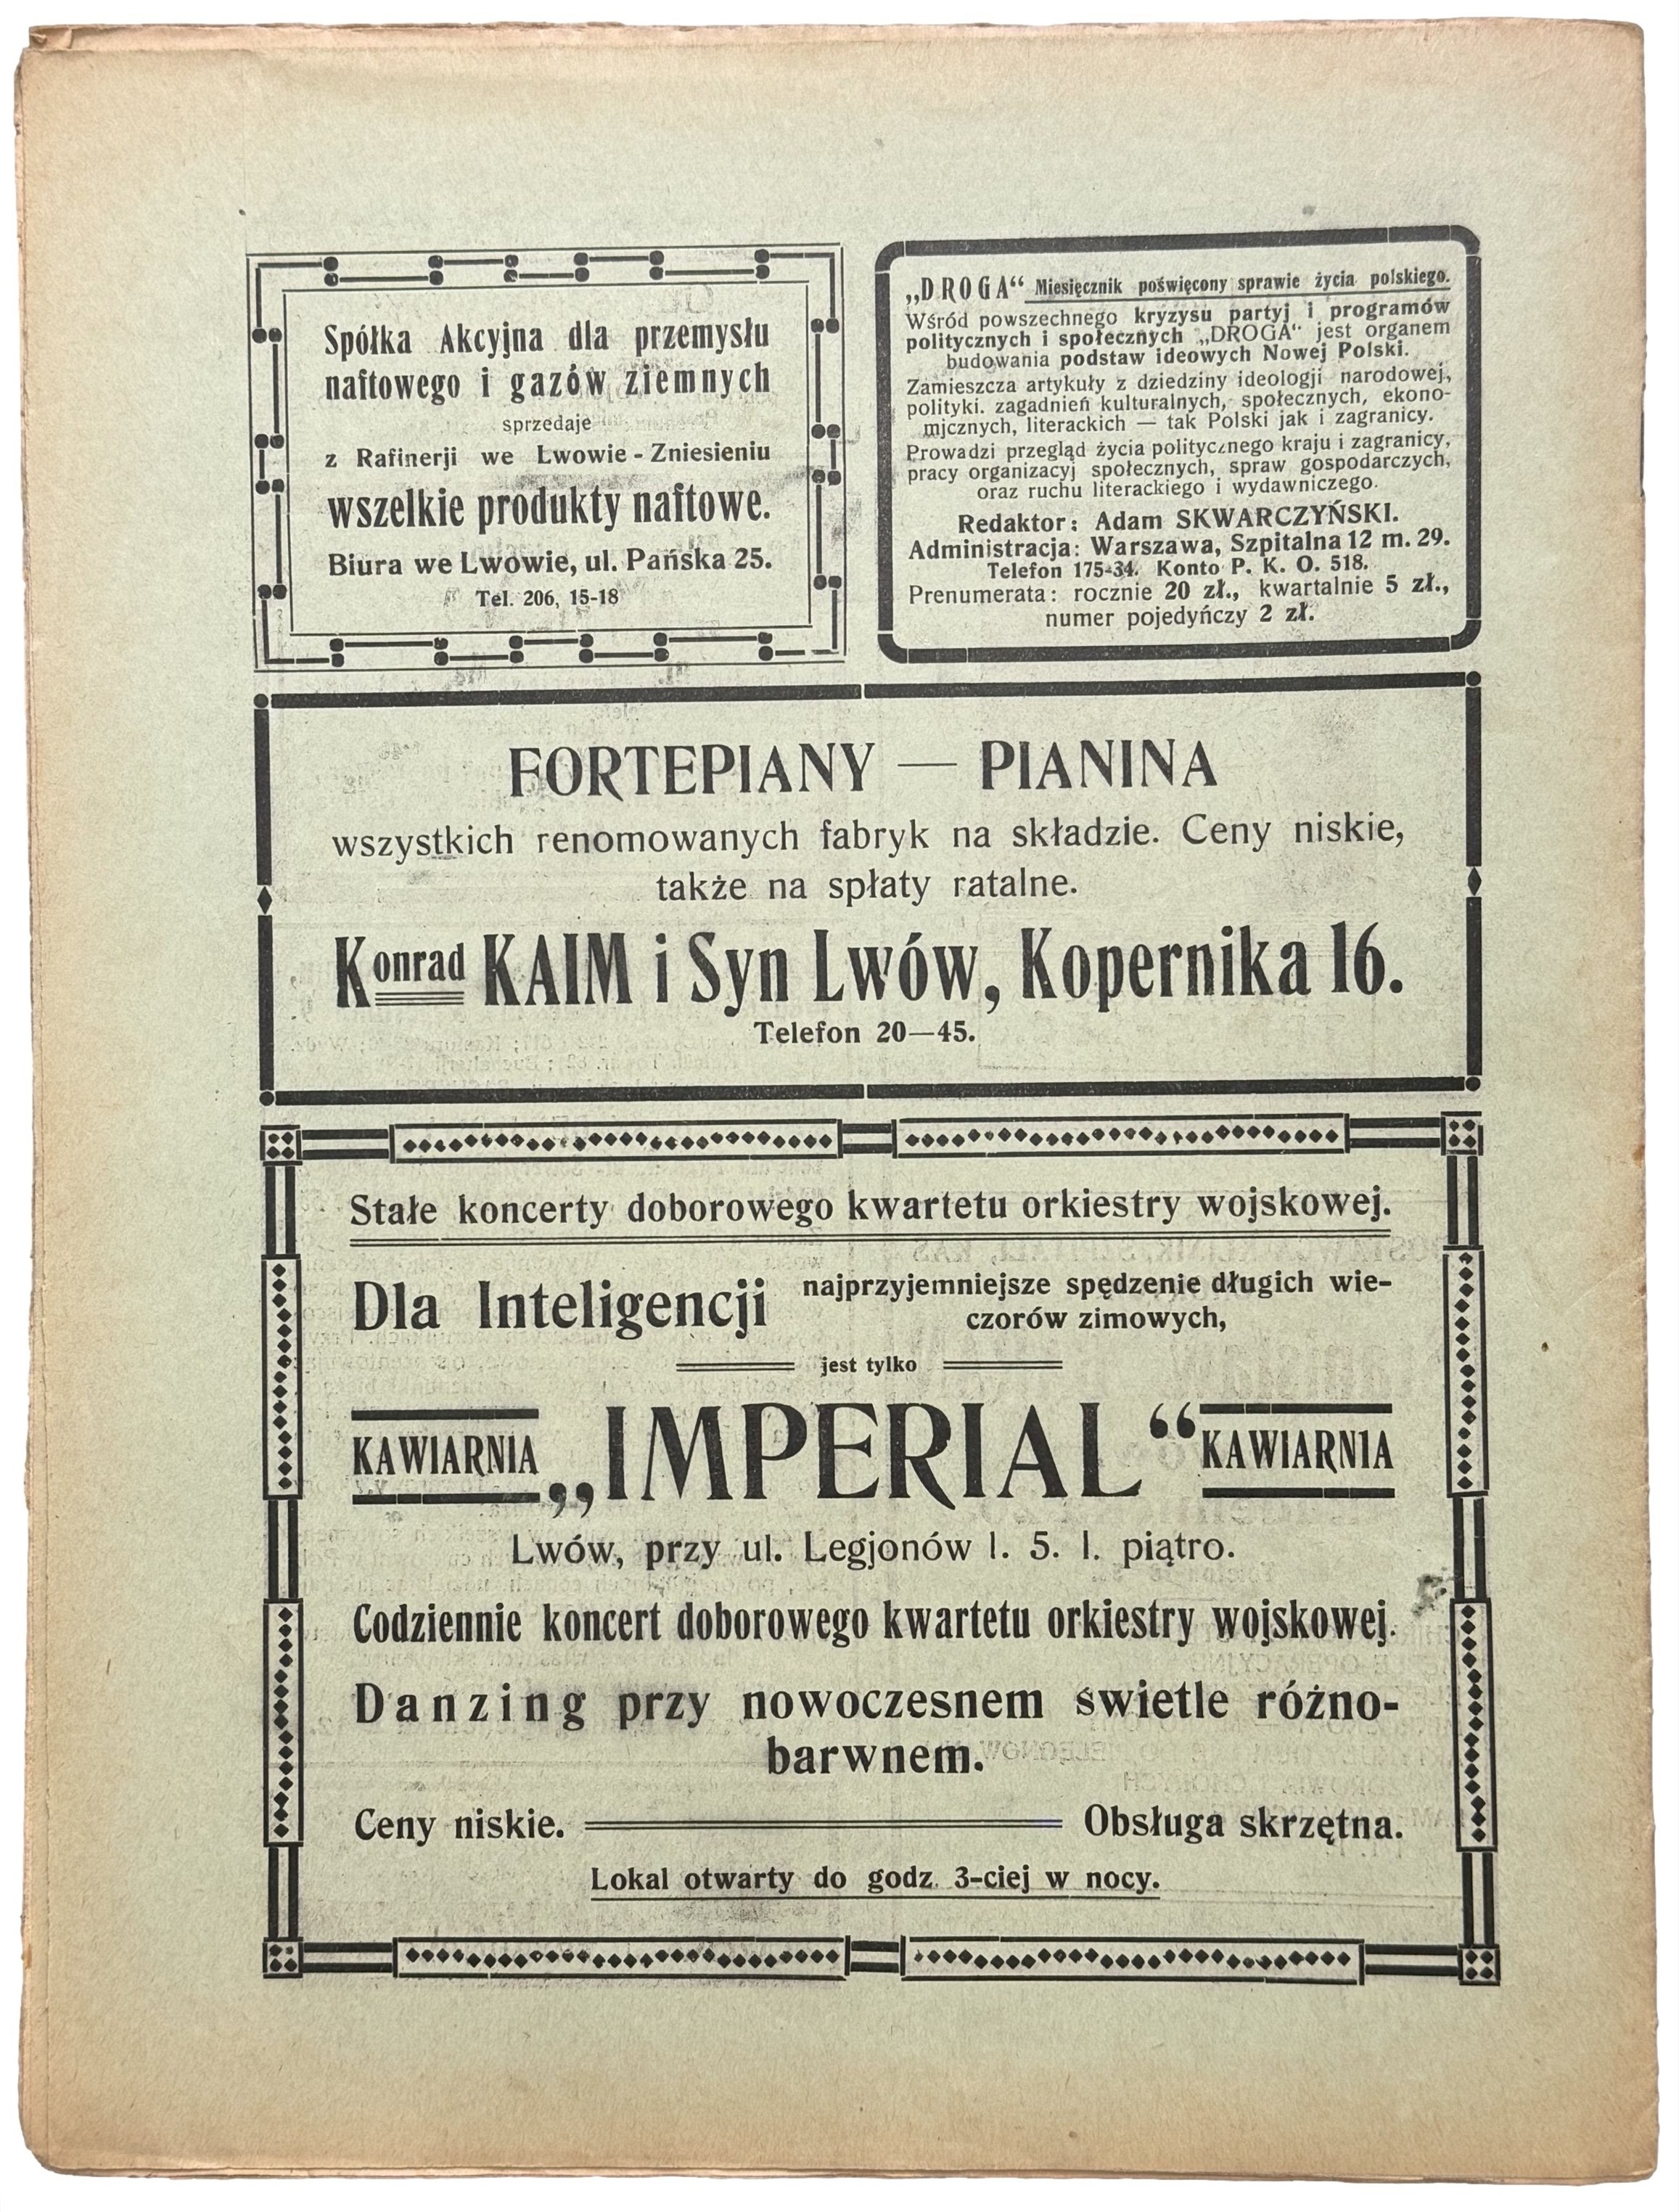 Spółka Akcyjna dla przemysłu
naftowego i gazów ziemnych
sprzedaje
z Rafinerji we Lwowie - Zniesieniu
wszelkie produkty naftowe.
Biura we Lwowie, ul. Pańska 25.
Tel. 206, 15-18
„DROGA“ Miesięcznik poświęcony sprawie życia polskiego.
Wśród powszechnego kryzysu partyj i programów
politycznych i społecznych „DROGA“ jest organem
budowania podstaw ideowych Nowej Polski.
Zamieszcza artykuły z dziedziny ideologji narodowej,
polityki. zagadnień kulturalnych, społecznych, ekono-
mjcznych, literackich — tak Polski jak i zagranicy.
Prowadzi przegląd życia politycznego kraju i zagranicy,
pracy organizacyj społecznych, spraw gospodarczych,
oraz ruchu literackiego i wydawniczego.
Redaktor: Adam SKWARCZYŃSKI.
Administracja: Warszawa, Szpitalna 12 m. 29.
Telefon 175-34. Konto P. K. O. 518.
Prenumerata: rocznie 20 zł., kwartalnie 5 zł.,
numer pojedyńczy 2 zł.
FORTEPIANY — PIANINA
wszystkich renomowanych fabryk na składzie. Ceny niskie,
także na spłaty ratalne.
Konrad KAIM i Syn Lwów, Kopernika 16.
Telefon 20—45.
Stałe koncerty doborowego kwartetu orkiestry wojskowej.
Dla Inteligencji najprzyjemniejsze spędzenie długich wie-
czorów zimowych,
jest tylko
KAWIARNIA „IMPERIAL“ KAWIARNIA
Lwów, przy ul. Legjonów l. 5. I. piątro.
Codziennie koncert doborowego kwartetu orkiestry wojskowej.
Danzing przy nowoczesnem świetle różno-
barwnem.
Ceny niskie. Obsługa skrzętna.
Lokal otwarty do godz. 3-ciej w nocy.